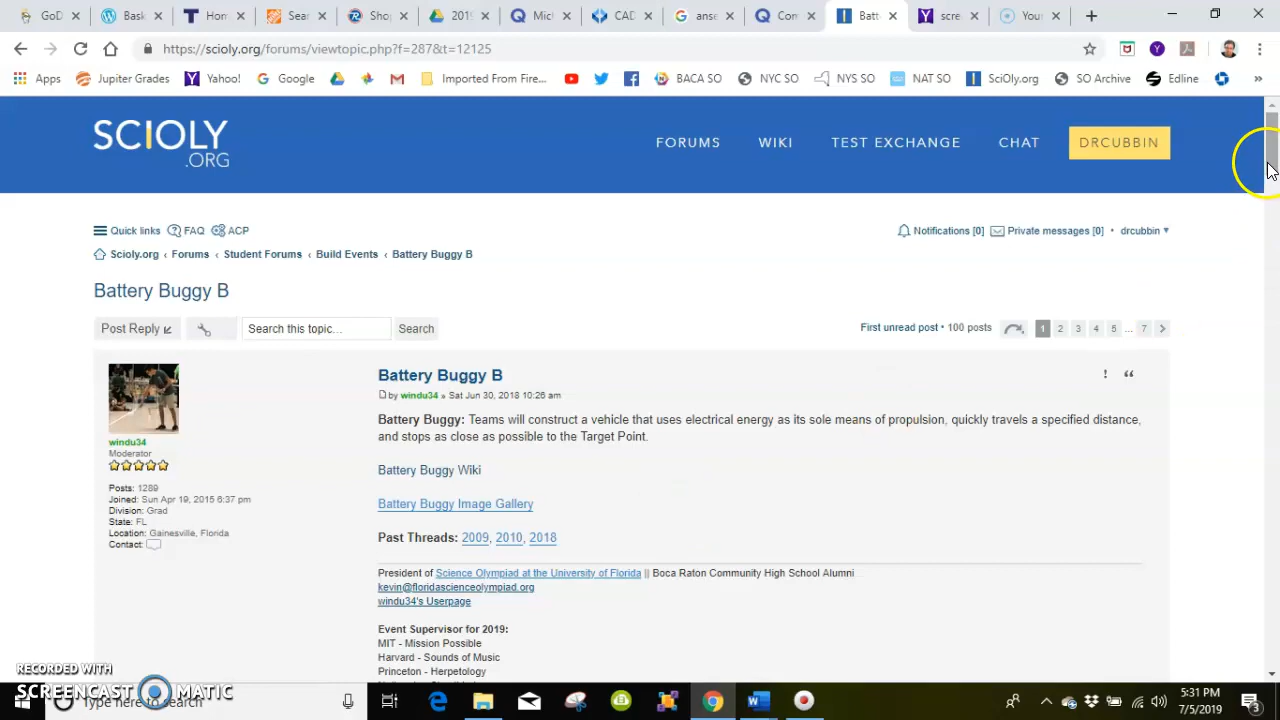 GoD
Basi
Hom
Sear
Sho
2019
Mich
CAD
anse
Con
Batt
scre
Your
https://scioly.org/forums/viewtopic.php?f=287&t=12125
Apps
Jupiter Grades
Yahoo!
Google
Imported From Fire...
BACA SO
NYC SO
NYS SO
NAT SO
SciOly.org
SO Archive
Edline
»
SCIOLY
.ORG
FORUMS
WIKI
TEST EXCHANGE
CHAT
DRCUBBIN
Quick links
FAQ
ACP
Notifications [0]
Private messages [0]
• drcubbin
Scioly.org ‹ Forums ‹ Student Forums ‹ Build Events ‹ Battery Buggy B
Battery Buggy B
Post Reply
Search this topic...
Search
First unread post • 100 posts
1 2 3 4 5 ... 7
Battery Buggy B
! “
by windu34 » Sat Jun 30, 2018 10:26 am
Battery Buggy: Teams will construct a vehicle that uses electrical energy as its sole means of propulsion, quickly travels a specified distance,
and stops as close as possible to the Target Point.
windu34
Moderator
Battery Buggy Wiki
Posts: 1289
Joined: Sun Apr 19, 2015 6:37 pm
Division: Grad
State: FL
Location: Gainesville, Florida
Contact:
Battery Buggy Image Gallery
Past Threads: 2009, 2010, 2018
President of Science Olympiad at the University of Florida || Boca Raton Community High School Alumni
kevin@floridascienceolympiad.org
windu34's Userpage
Event Supervisor for 2019:
MIT - Mission Possible
Harvard - Sounds of Music
Princeton - Herpetology
RECORDED WITH
SCREENCAST MATIC
Type here to search
5:31 PM
7/5/2019
3